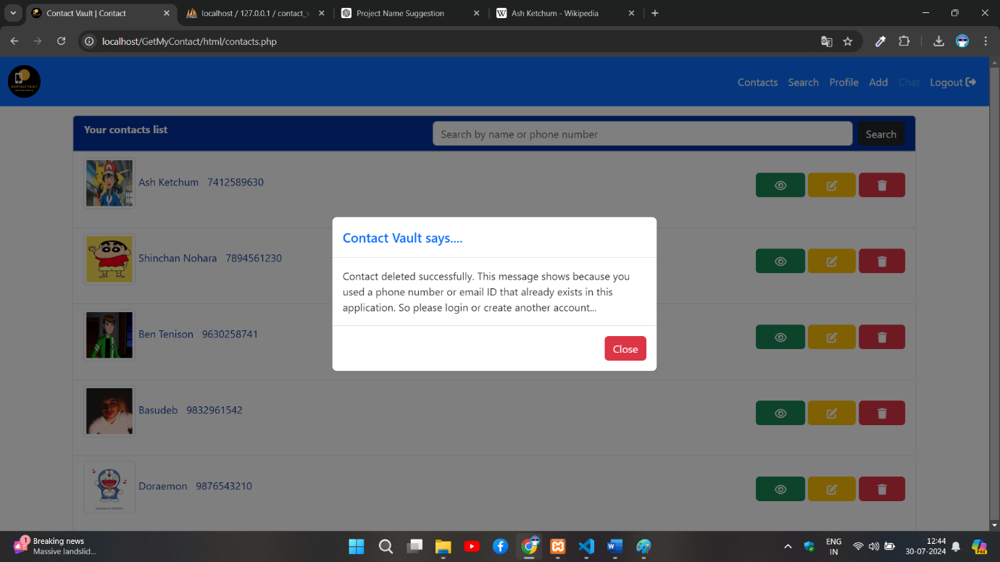 Contact Vault | Contact
localhost / 127.0.0.1 / contact_v
Project Name Suggestion
Ash Ketchum - Wikipedia
localhost/GetMyContact/html/contacts.php
CONTACT VAULT
Contacts Search Profile Add Chat Logout
Your contacts list
Search by name or phone number
Search
Ash Ketchum 7412589630
Shinchan Nohara 7894561230
Contact Vault says....
Contact deleted successfully. This message shows because you
used a phone number or email ID that already exists in this
application. So please login or create another account...
Close
Ben Tenison 9630258741
Basudeb 9832961542
Doraemon 9876543210
1
Breaking news
Massive landslid...
W
PRE
ENG
IN
12:44
30-07-2024